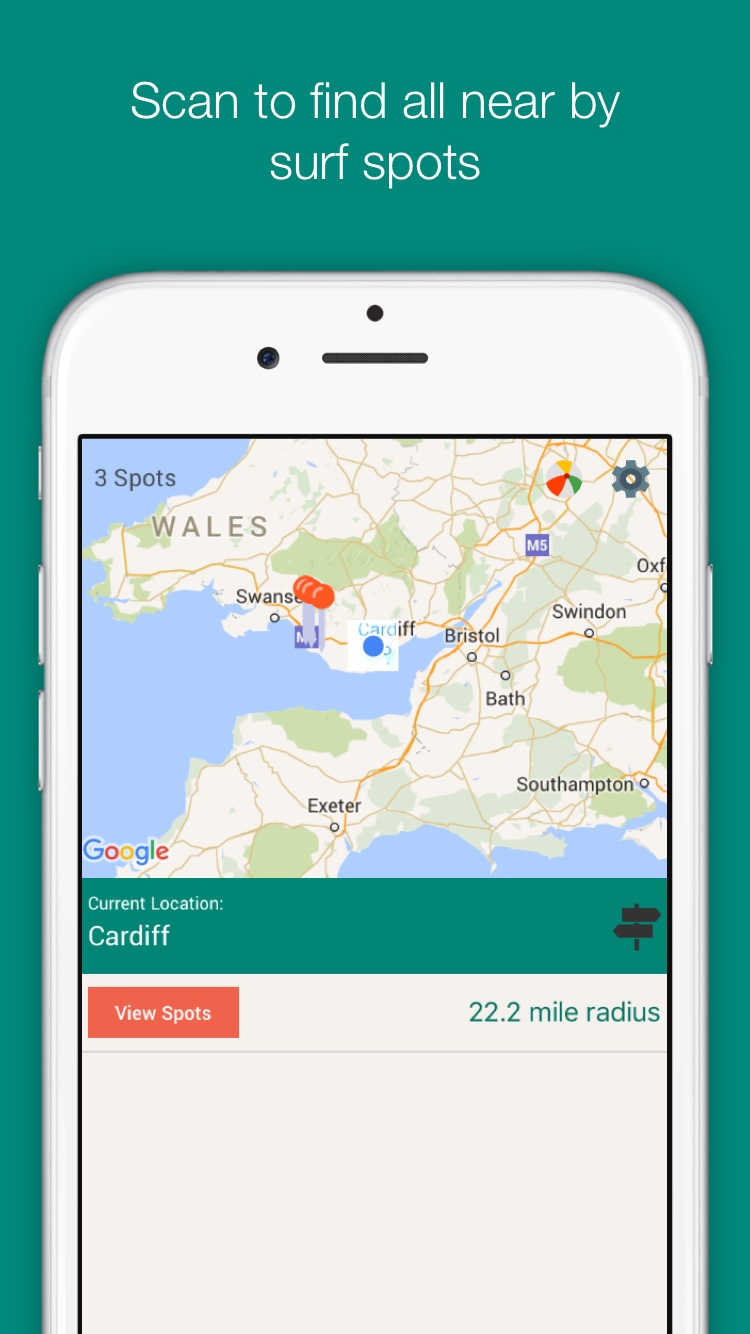 Scan to find all near by
surf spots
3 Spots
WALES
M5
Swanse
Cardiff
Bristol
Swindon
Oxf
Bath
Southampton
Exeter
Google
Current Location:
Cardiff
View Spots
22.2 mile radius